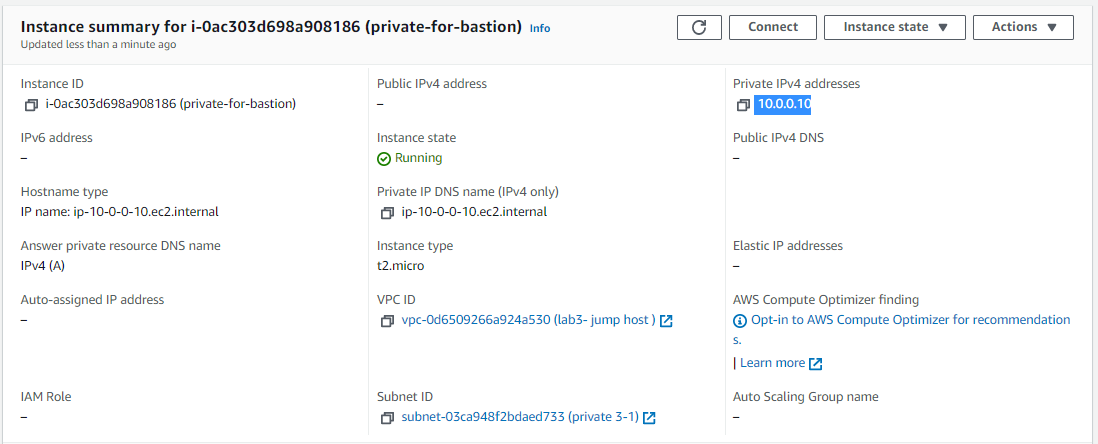 Instance summary for i-0ac303d698a908186 (private-for-bastion) Info
Updated less than a minute ago
Connect
Instance state ▼
Actions ▼
Instance ID
i-0ac303d698a908186 (private-for-bastion)
Public IPv4 address
–
Private IPv4 addresses
10.0.0.10
IPv6 address
–
Instance state
Running
Public IPv4 DNS
–
Hostname type
IP name: ip-10-0-0-10.ec2.internal
Private IP DNS name (IPv4 only)
ip-10-0-0-10.ec2.internal
Answer private resource DNS name
IPv4 (A)
Instance type
t2.micro
Elastic IP addresses
–
Auto-assigned IP address
–
VPC ID
vpc-0d6509266a924a530 (lab3- jump host )
AWS Compute Optimizer finding
Opt-in to AWS Compute Optimizer for recommendation
s.
| Learn more
IAM Role
–
Subnet ID
subnet-03ca948f2bdaed733 (private 3-1)
Auto Scaling Group name
–